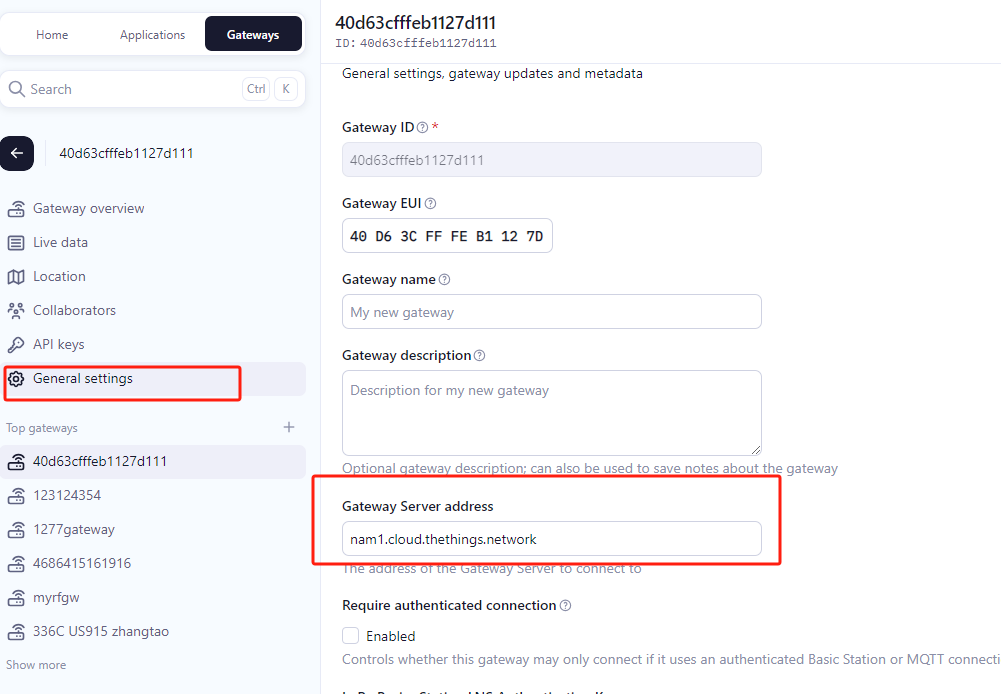 Home Applications Gateways
Search Ctrl K
40d63cfffeb1127d111
Gateway overview
Live data
Location
Collaborators
API keys
General settings
Top gateways
40d63cfffeb1127d111
123124354
1277gateway
4686415161916
myrfgw
336C US915 zhangtao
Show more
40d63cfffeb1127d111
ID: 40d63cfffeb1127d111
General settings, gateway updates and metadata
Gateway ID *
40d63cfffeb1127d111
Gateway EUI
40 D6 3C FF FE B1 12 7D
Gateway name
My new gateway
Gateway description
Description for my new gateway
Optional gateway description; can also be used to save notes about the gateway
Gateway Server address
nam1.cloud.thethings.network
The address of the Gateway Server to connect to
Require authenticated connection
Enabled
Controls whether this gateway may only connect if it uses an authenticated Basic Station or MQTT connecti